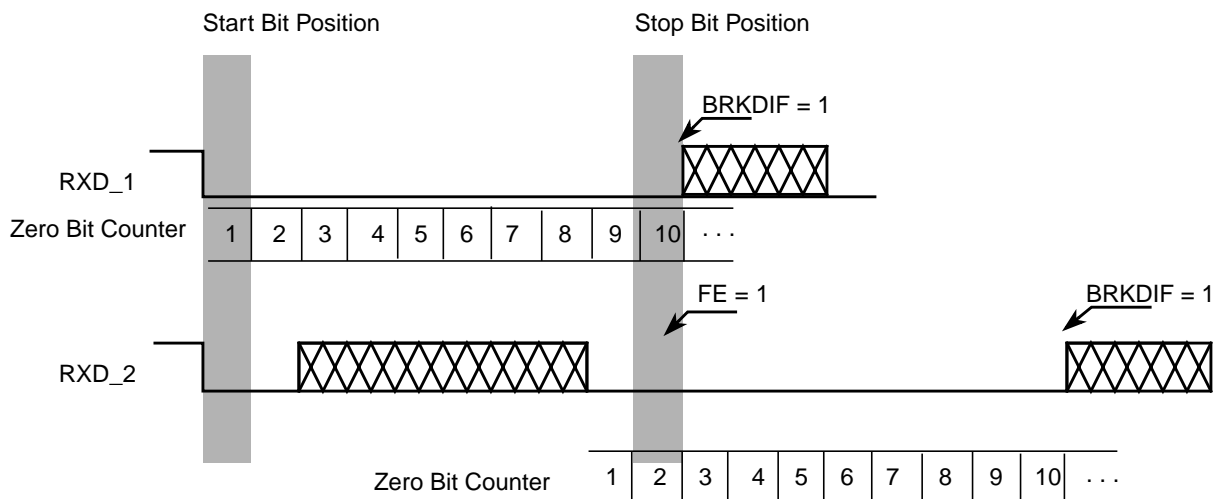 Start Bit Position
Stop Bit Position
BRKDIF = 1
RXD_1
Zero Bit Counter 1 2 3 4 5 6 7 8 9 10 . . .
FE = 1
BRKDIF = 1
RXD_2
Zero Bit Counter 1 2 3 4 5 6 7 8 9 10 . . .